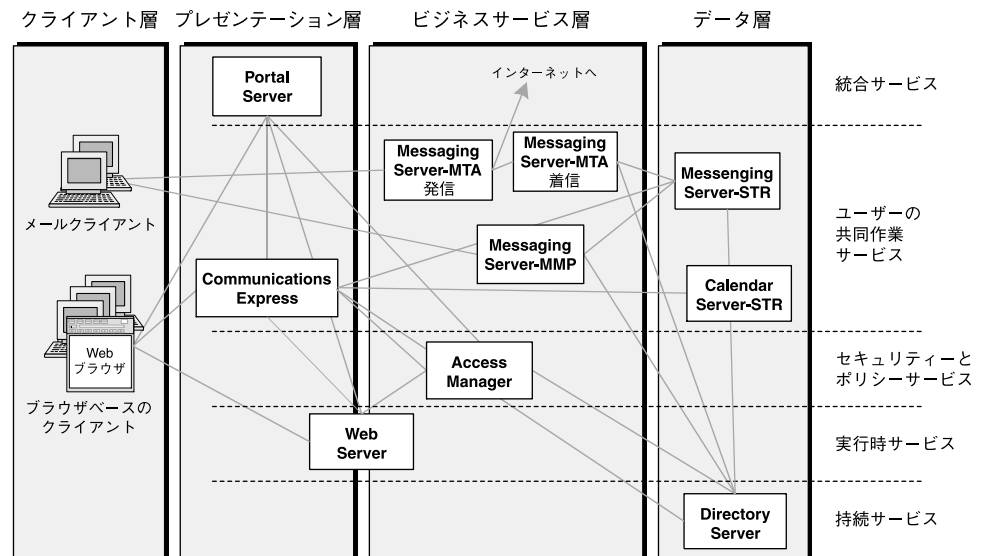 クライアント層
プレゼンテーション層
ビジネスサービス層
データ層
Portal
Server
インターネットへ
統合サービス
メールクライアント
Messaging
Server-MTA
発信
Messaging
Server-MTA
着信
Messenging
Server-STR
ユーザーの
共同作業
サービス
Messaging
Server-MMP
Communications
Express
Calendar
Server-STR
Web
ブラウザ
ブラウザベースの
クライアント
Access
Manager
セキュリティーと
ポリシーサービス
Web
Server
実行時サービス
Directory
Server
持続サービス